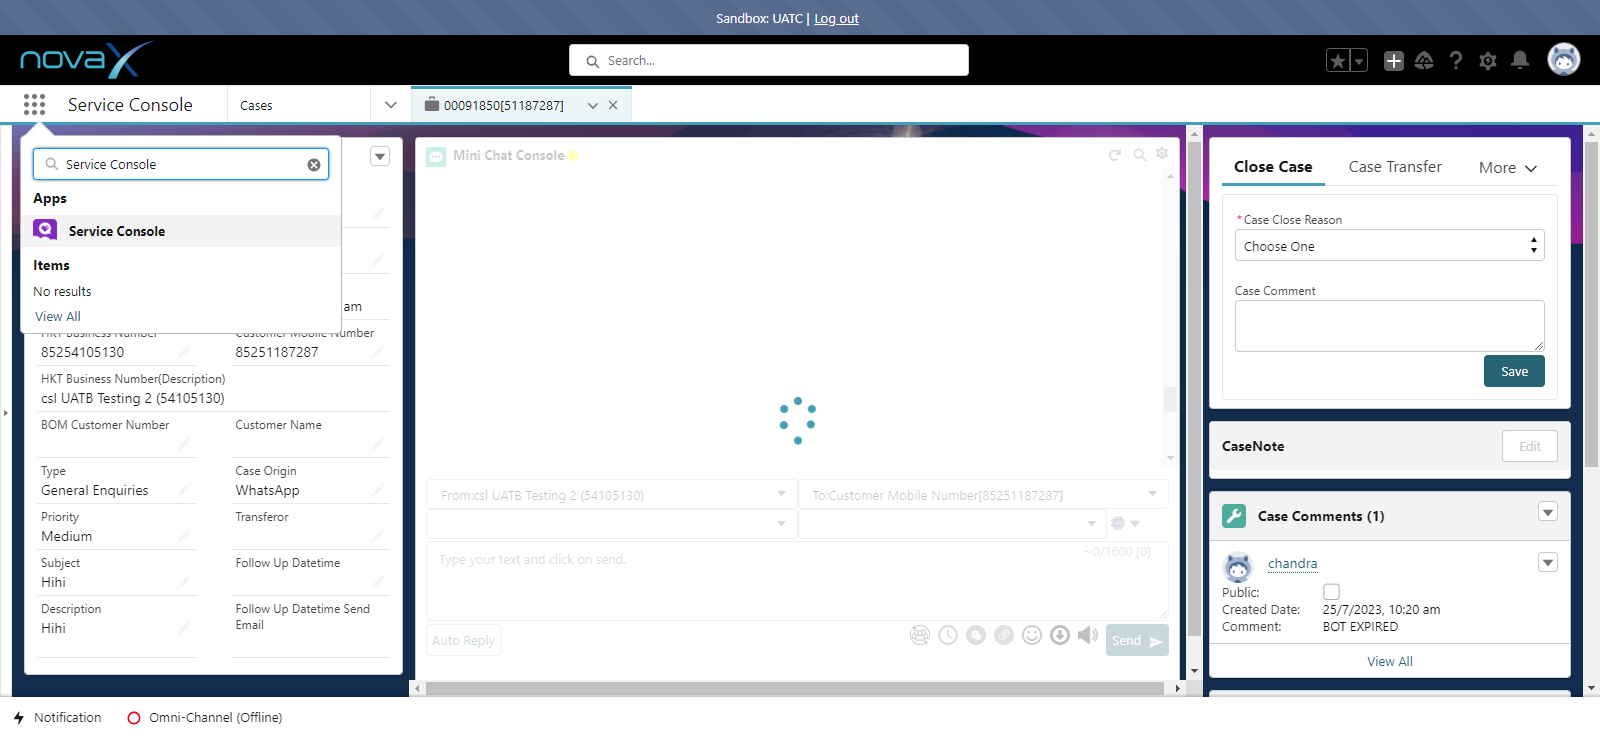 Sandbox: UATC | Log out
novaX
Search...
Service Console
Cases
00091850[51187287]
Service Console
Apps
Service Console
Items
No results
View All
am
HKT Business Number
85254105130
Customer Mobile Number
85251187287
HKT Business Number(Description)
csl UATB Testing 2 (54105130)
BOM Customer Number
Customer Name
Type
General Enquiries
Case Origin
WhatsApp
Priority
Medium
Transferor
Subject
Hihi
Follow Up Datetime
Description
Hihi
Follow Up Datetime Send
Email
Mini Chat Console
From:csl UATB Testing 2 (54105130)
To:Customer Mobile Number[85251187287]
Type your text and click on send.
~0/1600 [0]
Auto Reply
Send
Close Case
Case Transfer
More
*Case Close Reason
Choose One
Case Comment
Save
CaseNote
Edit
Case Comments (1)
chandra
Public:
Created Date: 25/7/2023, 10:20 am
Comment: BOT EXPIRED
View All
Notification
Omni-Channel (Offline)